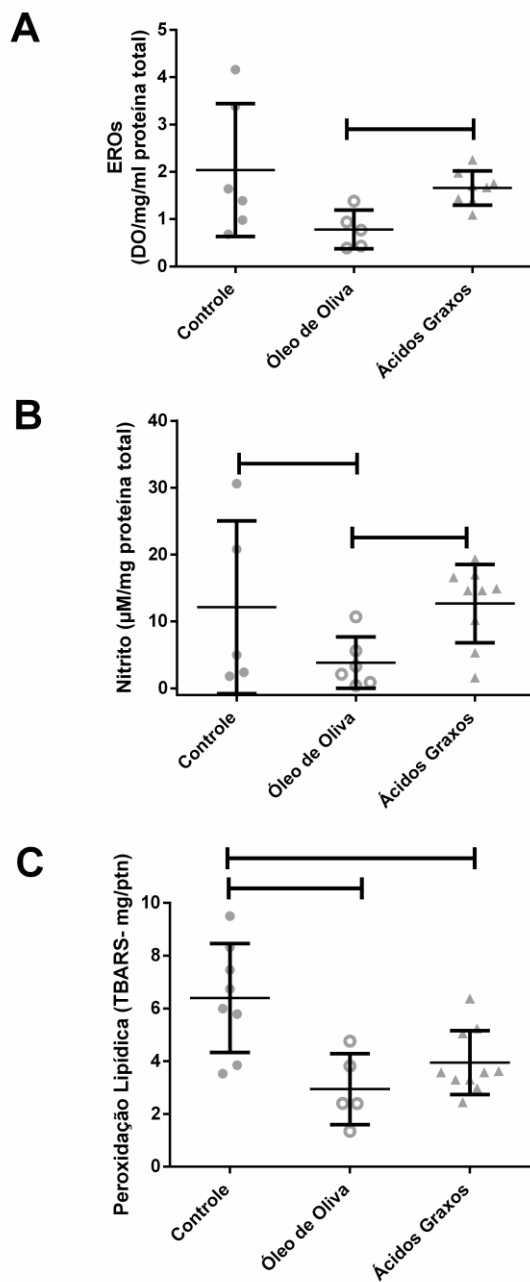 A
EROs
(DO/mg/ml proteína total)
5
4
3
2
1
0
Controle
Óleo de Oliva
Ácidos Graxos
B
Nitrito (µM/mg proteína total)
40
30
20
10
0
Controle
Óleo de Oliva
Ácidos Graxos
C
Peroxidação Lipídica (TBARS- mg/ptn)
10
8
6
4
2
0
Controle
Óleo de Oliva
Ácidos Graxos